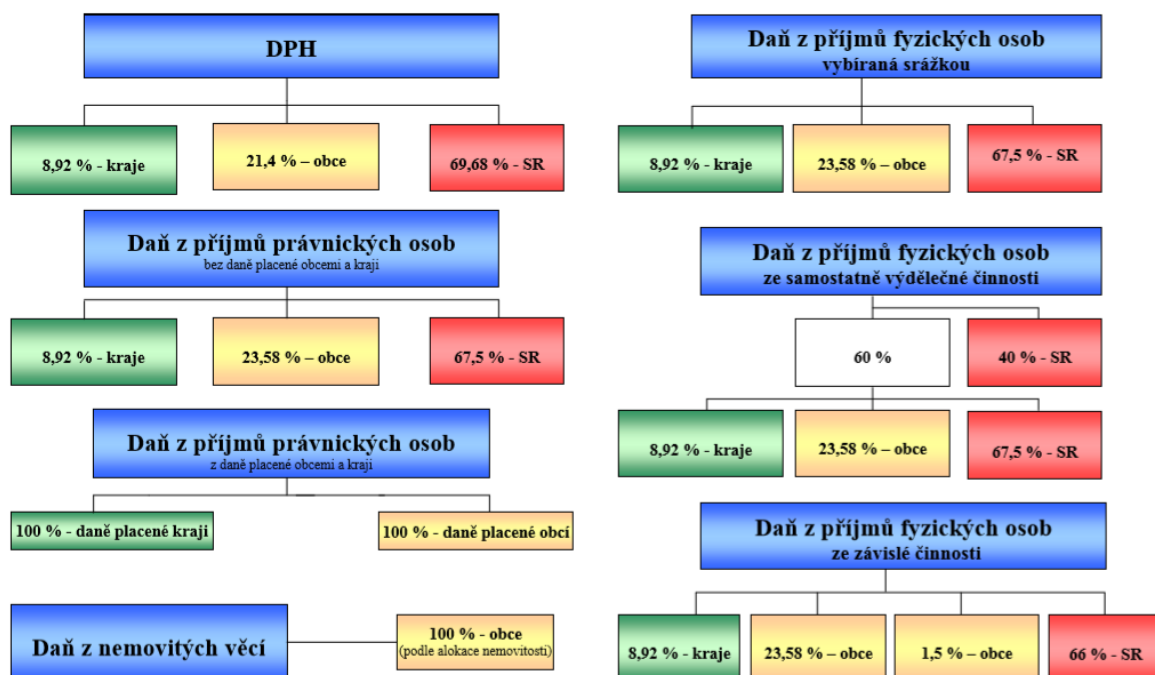 DPH
8,92 % - kraje
21,4 % – obce
69,68 % - SR
Daň z příjmů právnických osob
bez daně placené obcemi a kraji
8,92 % - kraje
23,58 % – obce
67,5 % - SR
Daň z příjmů právnických osob
z daně placené obcemi a kraji
100 % - daně placené kraji
100 % - daně placené obcí
Daň z nemovitých věcí
100 % - obce
(podle alokace nemovitosti)
Daň z příjmů fyzických osob
vybíraná srážkou
8,92 % - kraje
23,58 % – obce
67,5 % - SR
Daň z příjmů fyzických osob
ze samostatně výdělečné činnosti
60 %
40 % - SR
8,92 % - kraje
23,58 % – obce
67,5 % - SR
Daň z příjmů fyzických osob
ze závislé činnosti
8,92 % - kraje
23,58 % – obce
1,5 % – obce
66 % - SR